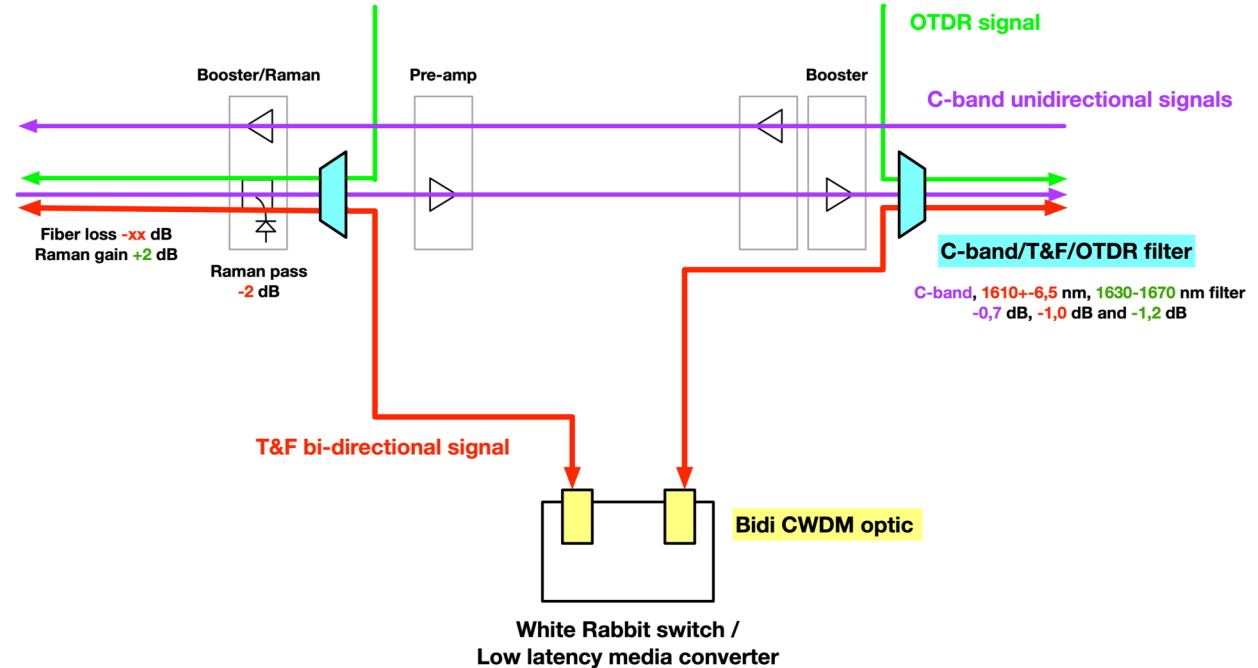 OTDR signal
Booster/Raman
Pre-amp
Booster
C-band unidirectional signals
Fiber loss -xx dB
Raman gain +2 dB
Raman pass
-2 dB
C-band/T&F/OTDR filter
C-band, 1610+-6,5 nm, 1630-1670 nm filter
-0,7 dB, -1,0 dB and -1,2 dB
T&F bi-directional signal
Bidi CWDM optic
White Rabbit switch /
Low latency media converter